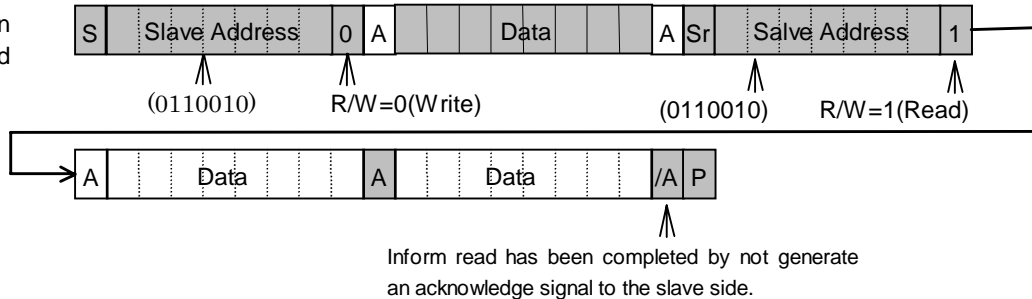 n
d
S Slave Address 0 A Data A Sr Salve Address 1
(0110010) R/W=0(Write) (0110010) R/W=1(Read)
A Data A Data /A P
Inform read has been completed by not generate
an acknowledge signal to the slave side.